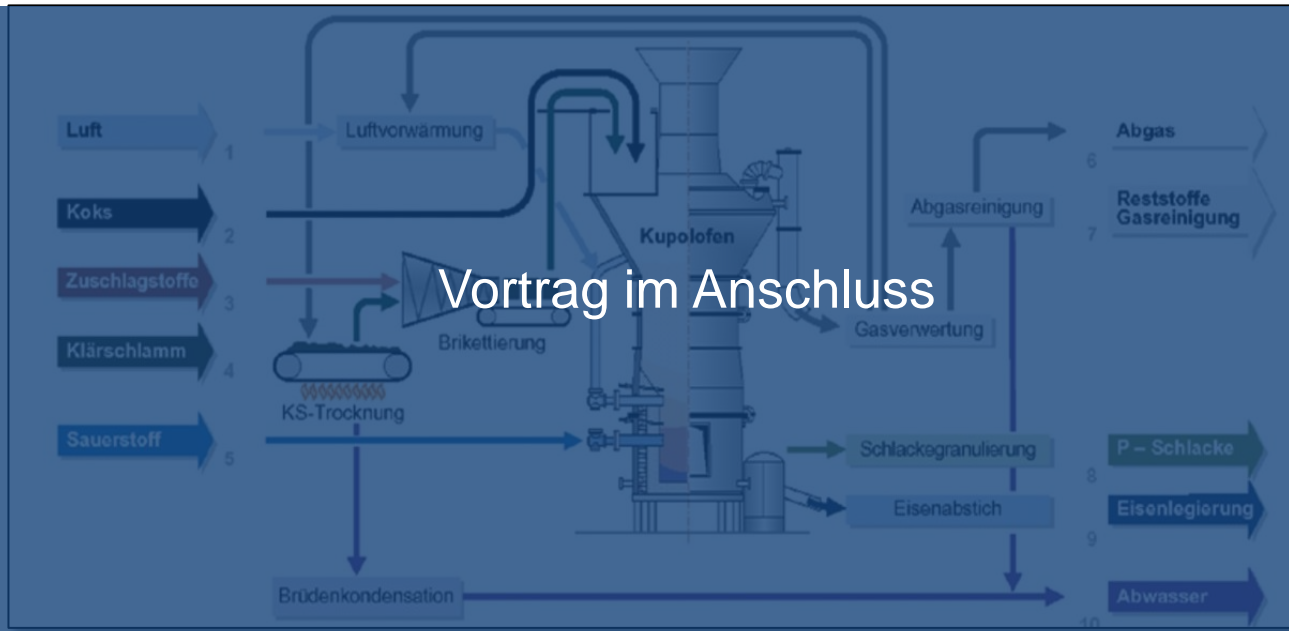 Luft
1
Luftvorwärmung
Koks
2
Zuschlagstoffe
3
Klärschlamm
4
KS-Trocknung
Brikettierung
Sauerstoff
5
Kupolofen
Vortrag im Anschluss
Abgasreinigung
Gasverwertung
Abgas
6
Reststoffe
Gasreinigung
7
Schlackegranulierung
P – Schlacke
8
Eisenabstich
Eisenlegierung
9
Brüdenkondensation
Abwasser
10